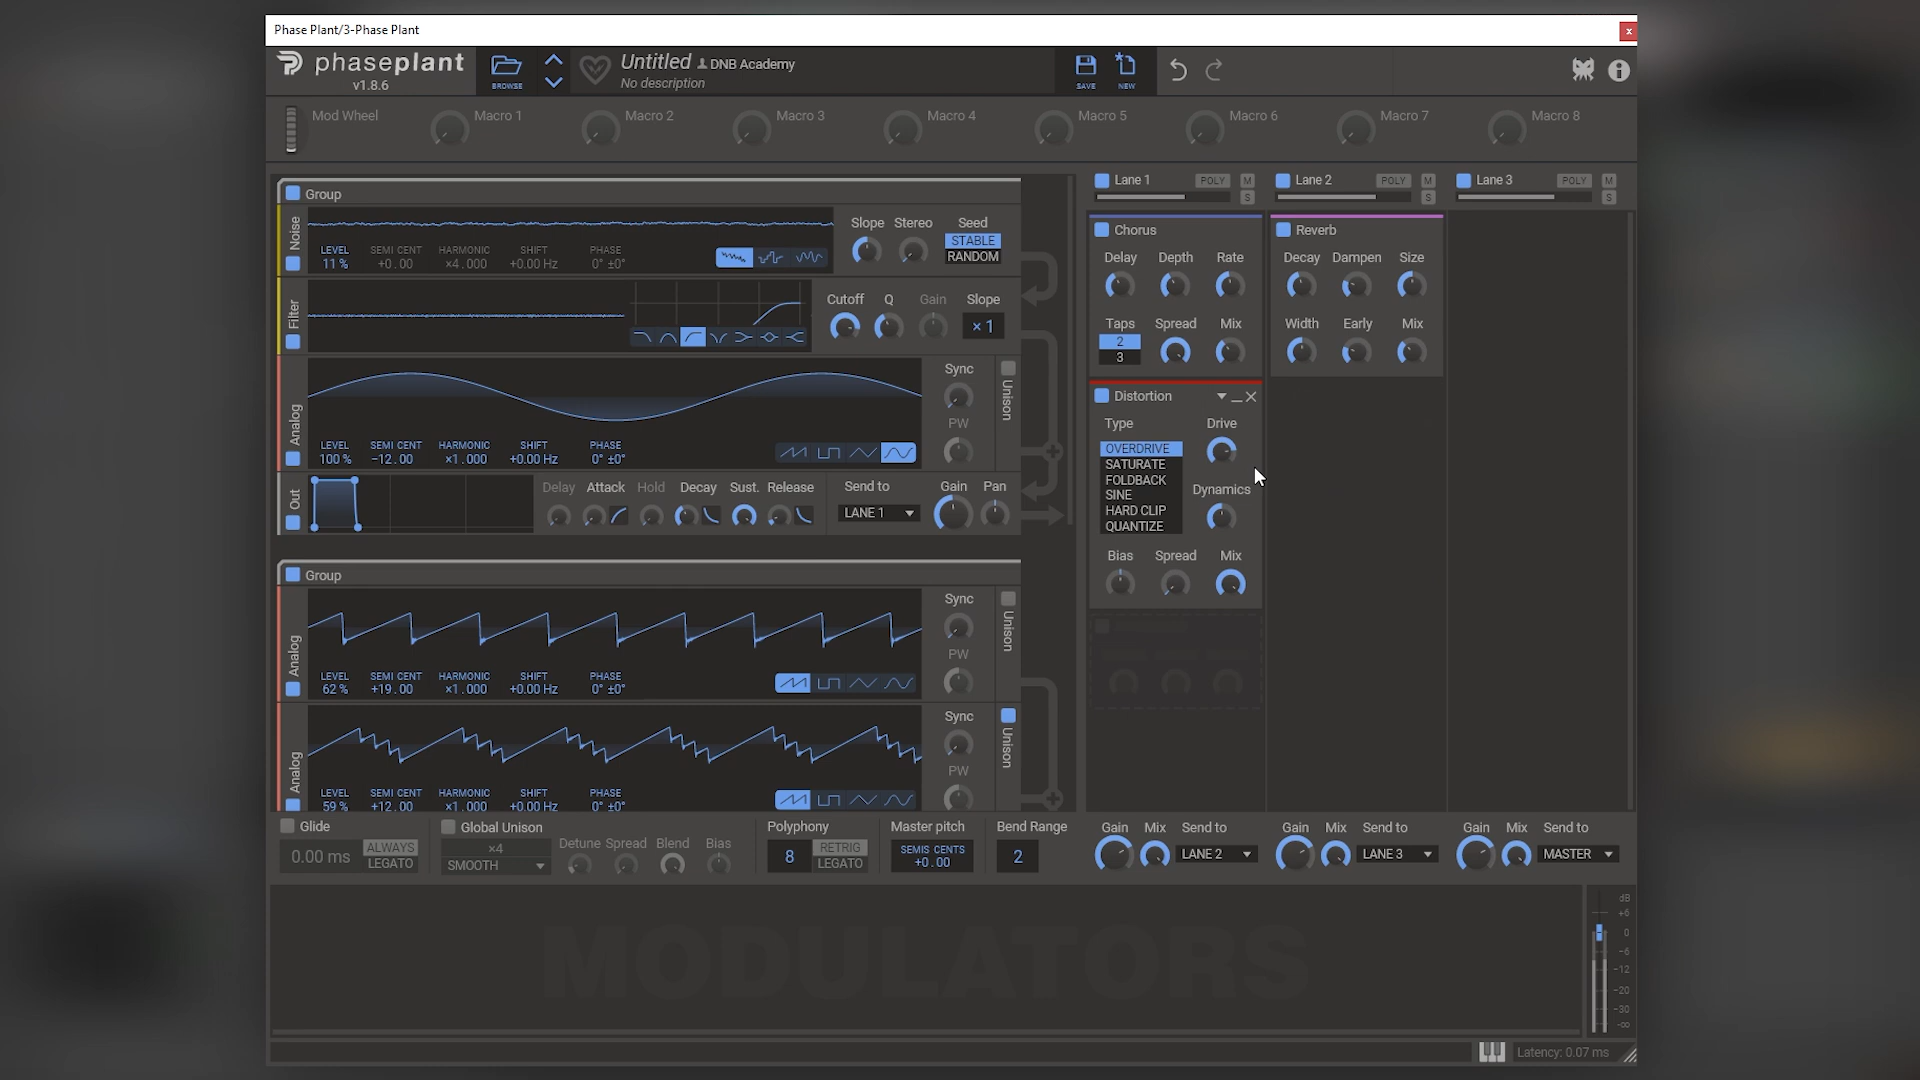 Phase Plant/3-Phase Plant
phaseplant
v1.8.6
BROWSE
Untitled DNB Academy
No description
SAVE
NEW
Mod Wheel
Macro 1
Macro 2
Macro 3
Macro 4
Macro 5
Macro 6
Macro 7
Macro 8
Group
Noise
LEVEL SEMI CENT HARMONIC SHIFT PHASE
11 % +0.00 ×4.000 +0.00 Hz 0° ±0°
Slope Stereo Seed
STABLE
RANDOM
Filter
Cutoff Q Gain Slope
× 1
Analog
LEVEL SEMI CENT HARMONIC SHIFT PHASE
100 % −12.00 ×1.000 +0.00 Hz 0° ±0°
Sync
PW
Unison
Out
Delay Attack Hold Decay Sust. Release
Send to
LANE 1
Gain Pan
Group
Analog
LEVEL SEMI CENT HARMONIC SHIFT PHASE
62 % +19.00 ×1.000 +0.00 Hz 0° ±0°
Sync
PW
Unison
Analog
LEVEL SEMI CENT HARMONIC SHIFT PHASE
59 % +12.00 ×1.000 +0.00 Hz 0° ±0°
Sync
PW
Unison
Lane 1 POLY M
S
Lane 2 POLY M
S
Lane 3 POLY M
S
Chorus
Delay Depth Rate
Taps Spread Mix
2
3
Reverb
Decay Dampen Size
Width Early Mix
Distortion
Type Drive
OVERDRIVE
SATURATE
FOLDBACK
SINE
HARD CLIP
QUANTIZE
Dynamics
Bias Spread Mix
Glide
0.00 ms
ALWAYS
LEGATO
Global Unison
×4
SMOOTH
Detune Spread Blend Bias
Polyphony
8
RETRIG
LEGATO
Master pitch
SEMIS CENTS
+0.00
Bend Range
2
Gain Mix Send to
LANE 2
Gain Mix Send to
LANE 3
Gain Mix Send to
MASTER
MODULATORS
dB
+6
0
−6
−12
−20
−30
−∞
Latency: 0.07 ms